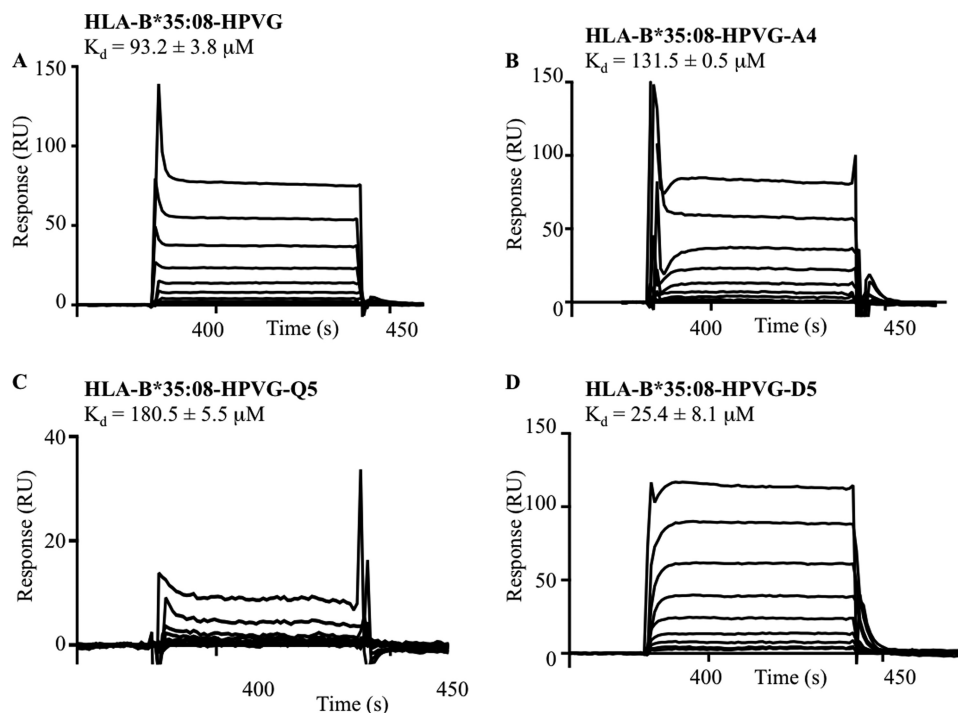 HLA-B*35:08-HPVG
K_d = 93.2 ± 3.8 μM
A
150
100
50
0
Response (RU)
400
Time (s)
450
HLA-B*35:08-HPVG-A4
K_d = 131.5 ± 0.5 μM
B
150
100
50
0
Response (RU)
400
Time (s)
450
C
HLA-B*35:08-HPVG-Q5
K_d = 180.5 ± 5.5 μM
40
20
0
Response (RU)
400
450
Time (s)
D
HLA-B*35:08-HPVG-D5
K_d = 25.4 ± 8.1 μM
150
100
50
0
Response (RU)
400
Time (s)
450